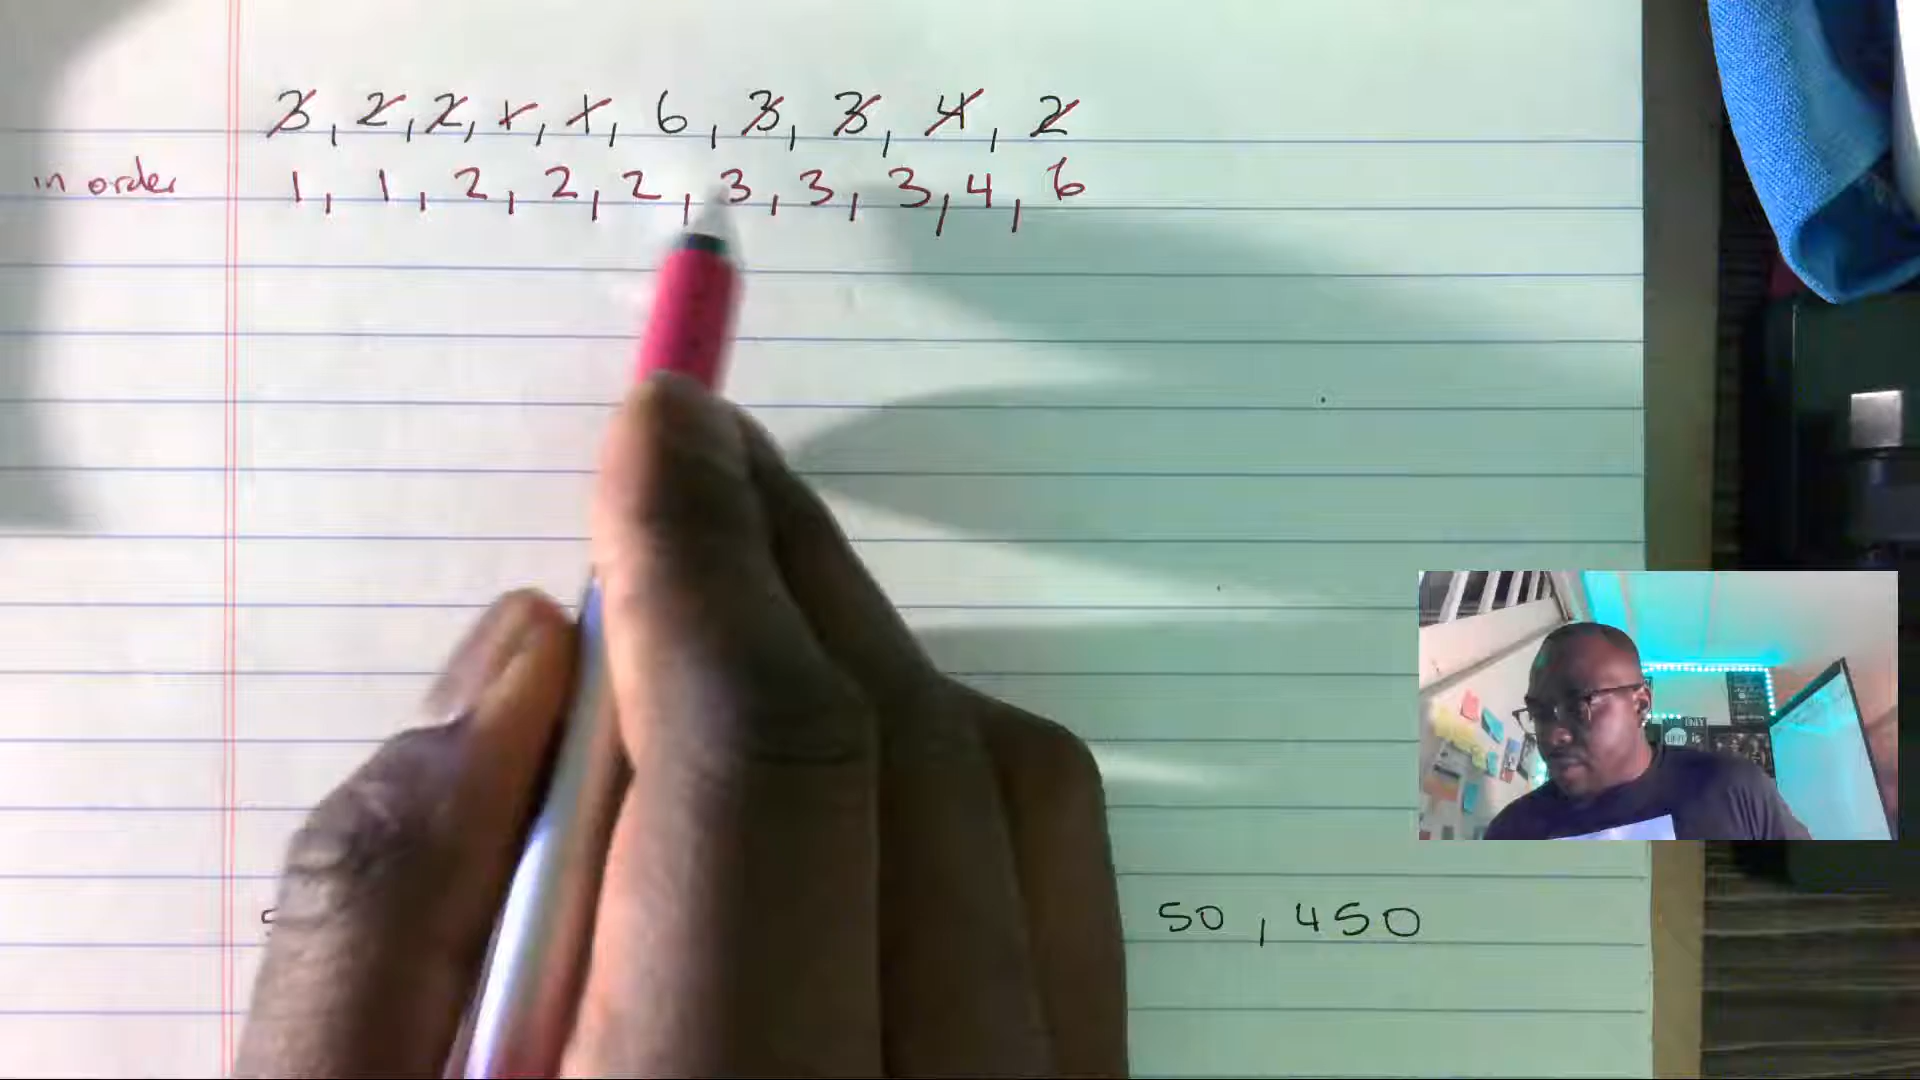 3, 2, 2, 1, 1, 6, 3, 3, 4, 2
in order 1, 1, 2, 2, 2, 3, 3, 3, 4, 6
50, 450